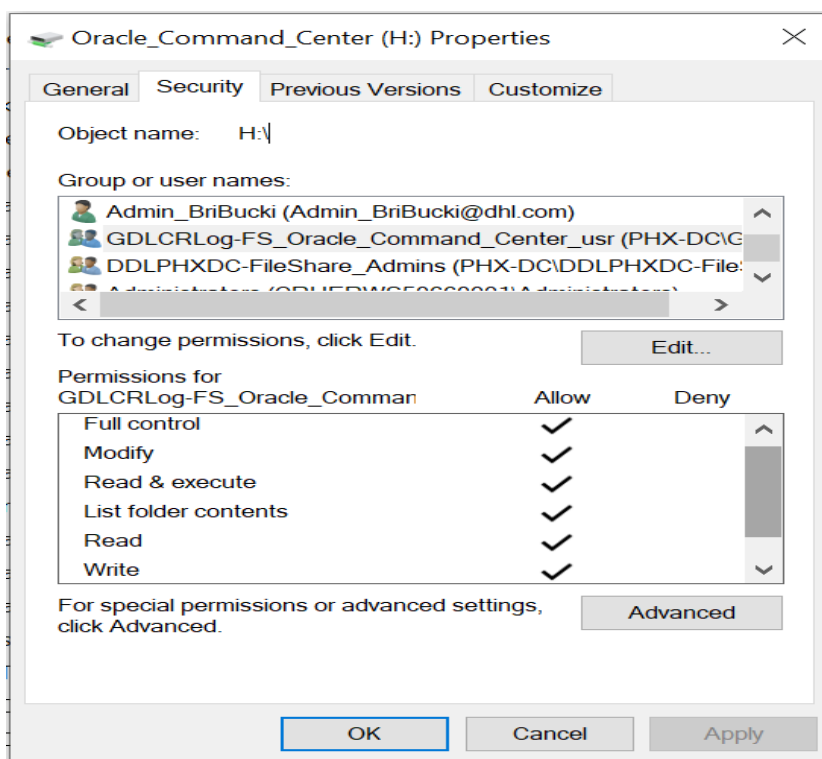 Oracle_Command_Center (H:) Properties
General Security Previous Versions Customize
Object name: H:\
Group or user names:
Admin_BriBucki (Admin_BriBucki@dhl.com)
GDLCRLog-FS_Oracle_Command_Center_usr (PHX-DC\G
DDLPHXDC-FileShare_Admins (PHX-DC\DDLPHXDC-File
To change permissions, click Edit.
Edit...
Permissions for
GDLCRLog-FS_Oracle_Comman Allow Deny
Full control
Modify
Read & execute
List folder contents
Read
Write
For special permissions or advanced settings,
click Advanced.
Advanced
OK Cancel Apply